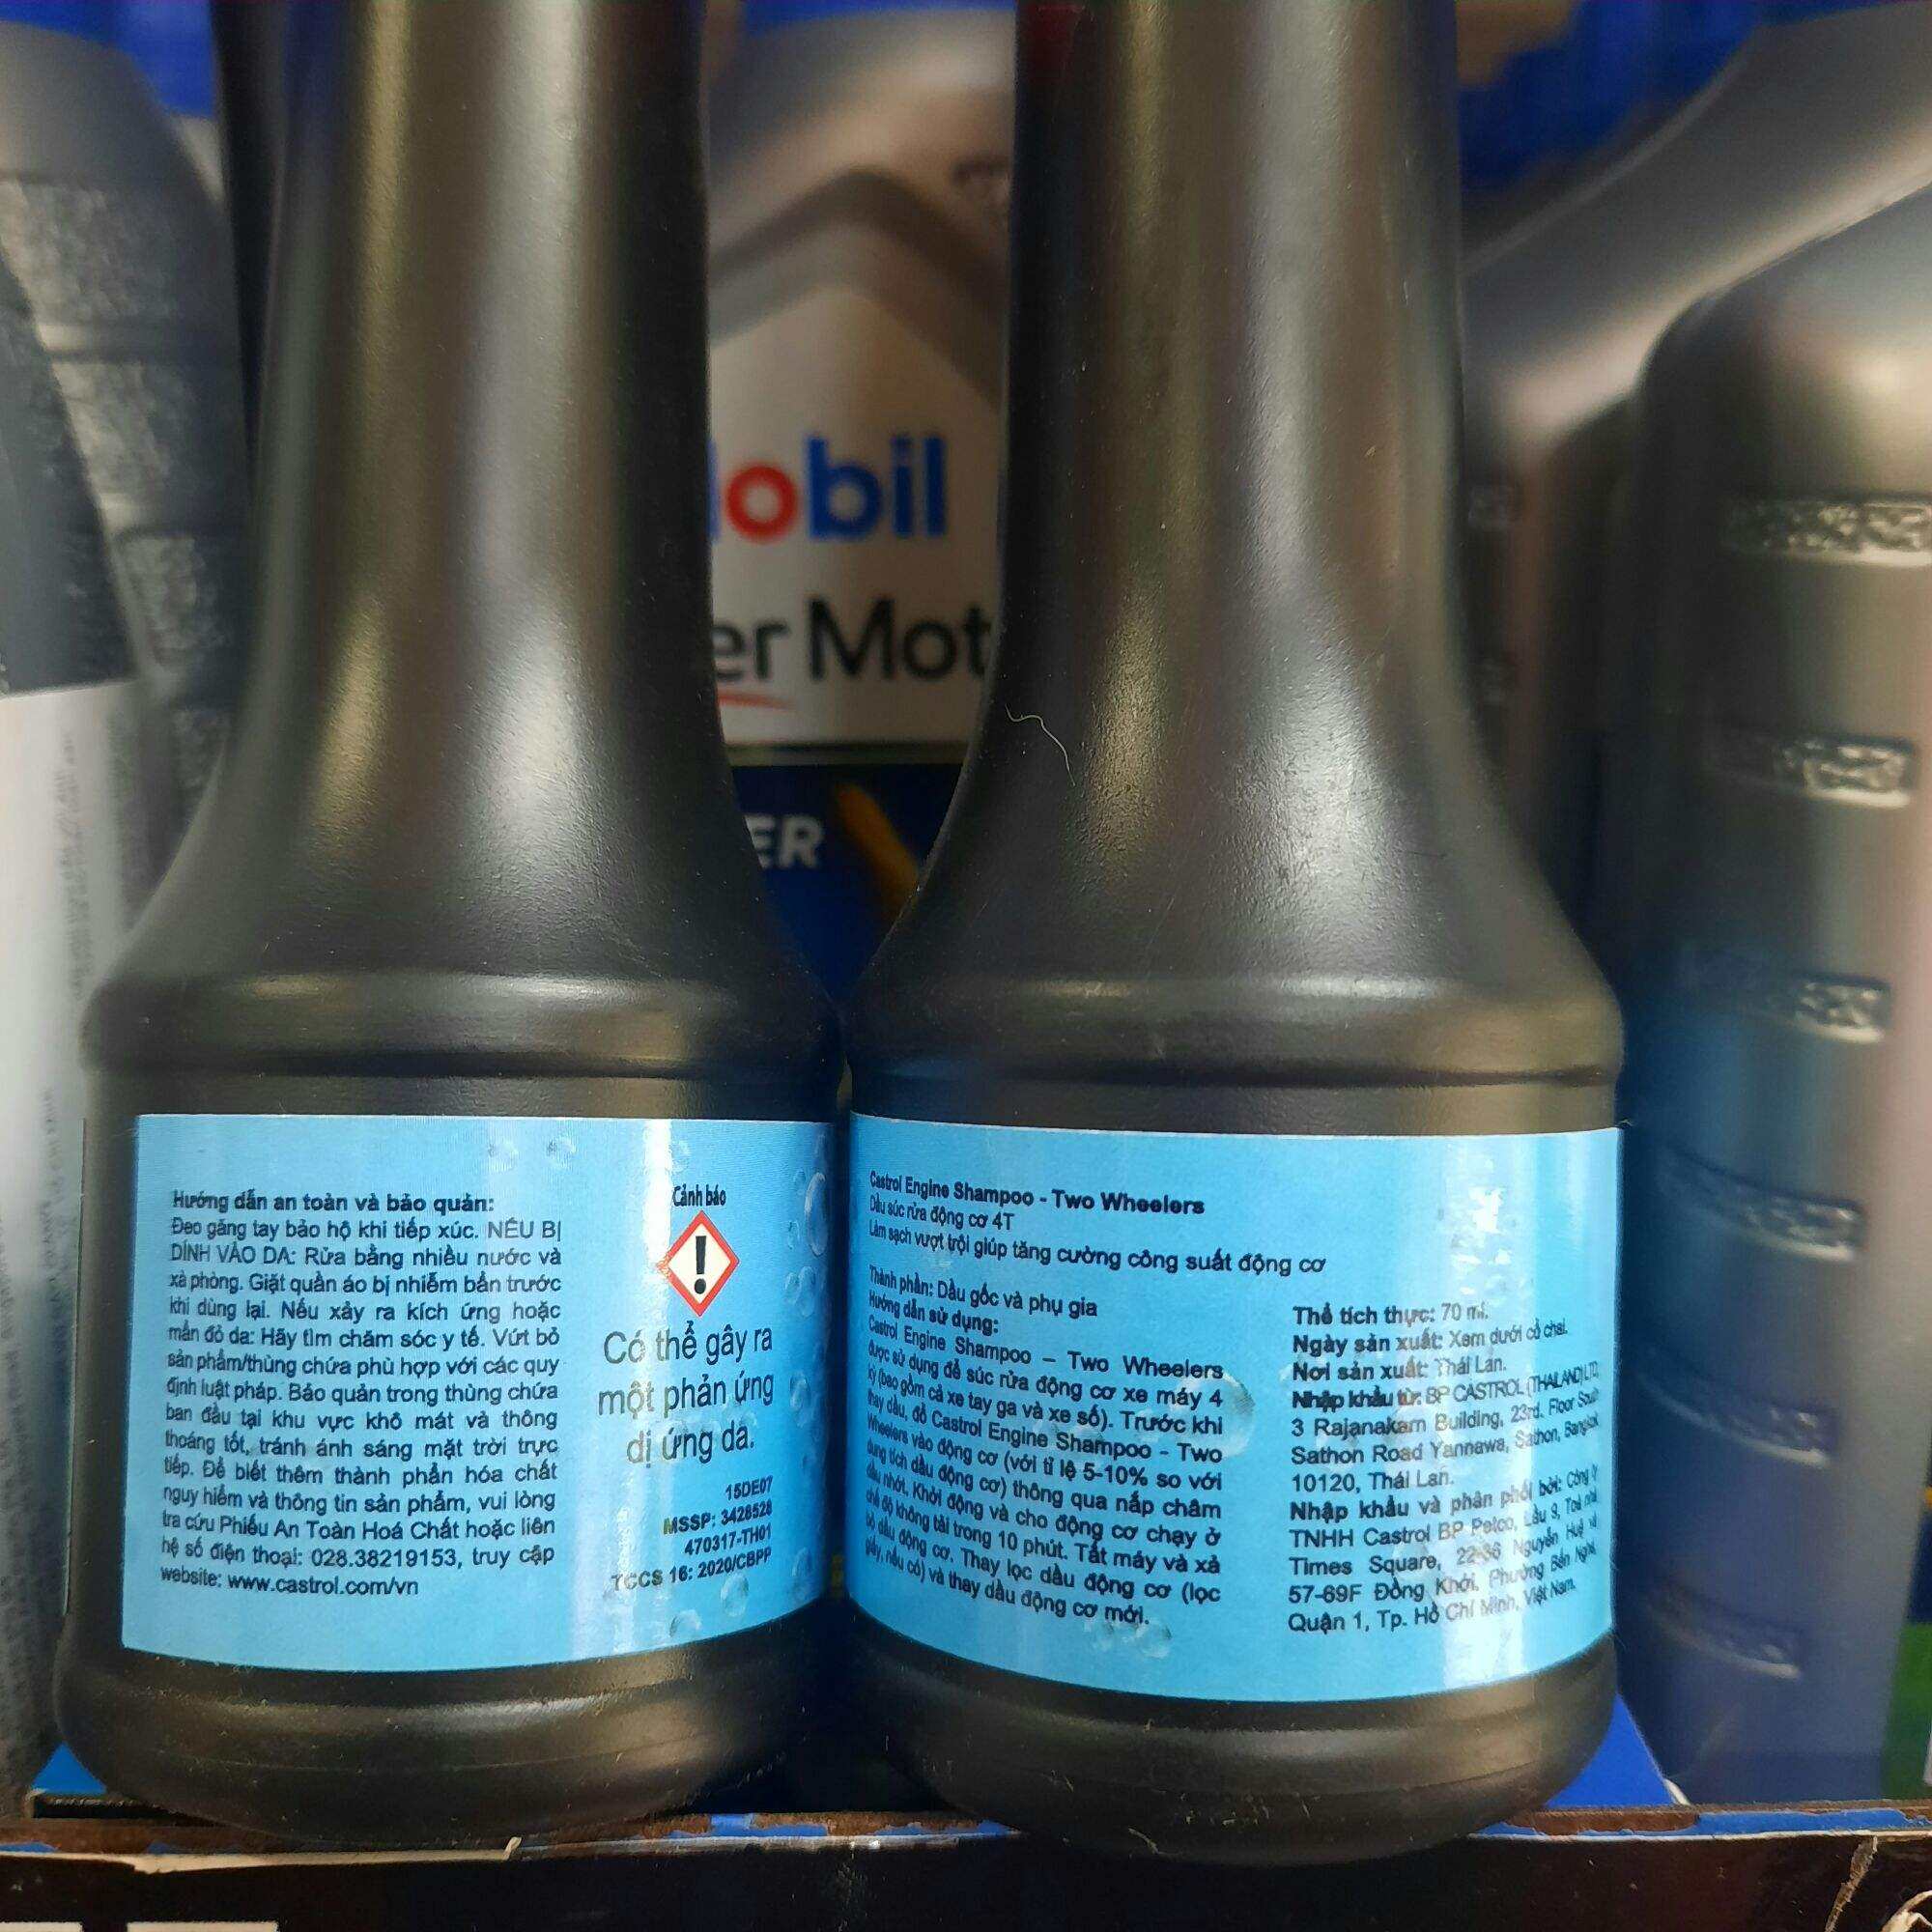 obil
er Mot
ER
Hướng dẫn an toàn và bảo quản:
Đeo găng tay bảo hộ khi tiếp xúc. NẾU BỊ
DÍNH VÀO DA: Rửa bằng nhiều nước và
xà phòng. Giặt quần áo bị nhiễm bẩn trước
khi dùng lại. Nếu xảy ra kích ứng hoặc
mẩn đỏ da: Hãy tìm chăm sóc y tế. Vứt bỏ
sản phẩm/thùng chứa phù hợp với các quy
định luật pháp. Bảo quản trong thùng chứa
ban đầu tại khu vực khô mát và thông
thoáng tốt, tránh ánh sáng mặt trời trực
tiếp. Để biết thêm thành phần hóa chất
nguy hiểm và thông tin sản phẩm, vui lòng
tra cứu Phiếu An Toàn Hoá Chất hoặc liên
hệ số điện thoại: 028.38219153, truy cập
website: www.castrol.com/vn
Cảnh báo
!
Có thể gây ra
một phản ứng
dị ứng da.
15DE07
MSSP: 3428528
470317-TH01
TCCS 16: 2020/CBPP
Castrol Engine Shampoo - Two Wheelers
Dầu súc rửa động cơ 4T
Làm sạch vượt trội giúp tăng cường công suất động cơ
Thành phần: Dầu gốc và phụ gia
Hướng dẫn sử dụng:
Castrol Engine Shampoo – Two Wheelers
được sử dụng để súc rửa động cơ xe máy 4
kỳ (bao gồm cả xe tay ga và xe số). Trước khi
thay dầu, đổ Castrol Engine Shampoo - Two
Wheelers vào động cơ (với tỉ lệ 5-10% so với
dung tích dầu động cơ) thông qua nắp châm
dầu nhớt. Khởi động và cho động cơ chạy ở
chế độ không tải trong 10 phút. Tắt máy và xả
bỏ dầu động cơ. Thay lọc dầu động cơ (lọc
giấy, nếu có) và thay dầu động cơ mới.
Thể tích thực: 70 ml.
Ngày sản xuất: Xem dưới cổ chai.
Nơi sản xuất: Thái Lan.
Nhập khẩu từ: BP CASTROL (THAILAND) LTD,
3 Rajanakarn Building, 23rd. Floor South
Sathon Road Yannawa, Sathon, Bangkok
10120, Thái Lan.
Nhập khẩu và phân phối bởi: Công ty
TNHH Castrol BP Petco, Lầu 9, Toà nhà
Times Square, 22-36 Nguyễn Huệ và
57-69F Đồng Khởi, Phường Bến Nghé,
Quận 1, Tp. Hồ Chí Minh, Việt Nam.